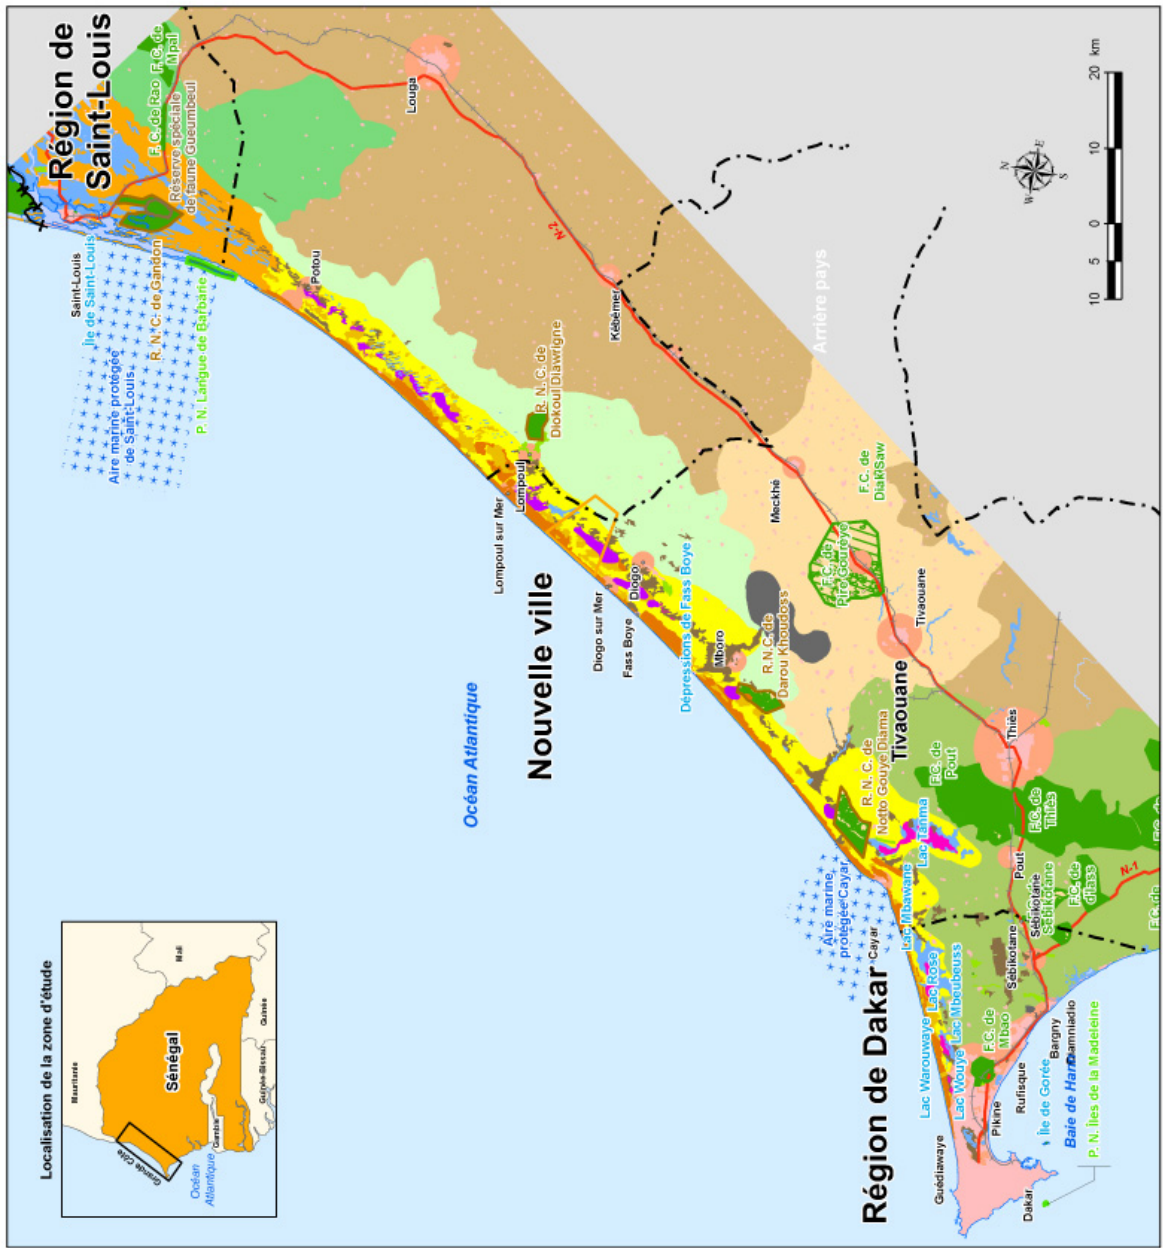 Région de
Saint-Louis
F. C. de
Mpal
F. C. de Rao
Réserve spéciale
de faune Gueumbeul
Saint-Louis
Île de Saint-Louis
R. N. C. de Gandon
P. N. Langue de Barbarie
Aire marine protégée
de Saint-Louis
Potou
Louga
N-2
Kébémer
Arrière pays
N
E
S
W
10
5
0
10
20 km
R. N. C. de
Diokoul Diawrigne
Lompoul sur Mer
Lompoul
Nouvelle ville
Océan Atlantique
Diogo sur Mer
Diogo
Fass Boye
Dépressions de Fass Boye
Mboro
R.N.C. de
Darou Khoudoss
Meckhé
F.C. de
Diak Saw
F.C. de
Pire Goureye
Tivaouane
Tivaouane
R. N. C. de
Notto Gouye Diama
F.C. de
Pout
Thiès
F.C. de
Thiès
Lac Tanma
Aire marine
protégée Cayar
Cayar
Lac Mbawane
Pout
Sébikotane
F.C. de
Sébikotane
Sébikotane
F.C. de
diass
N-1
F.C. de
F.C. de
Région de Dakar
Lac Rose
Lac Mbeubeuss
Lac Warouwaye
Lac Wouye
F.C. de
Mbao
Guédiawaye
Pikine
Rufisque
Bargny
Diamniadio
Île de Gorée
Baie de Hann
P. N. Îles de la Madeleine
Dakar
Localisation de la zone d'étude
Mauritanie
Mali
Sénégal
Grande Côte
Gambie
Océan
Atlantique
Guinée-Bissau
Guinée